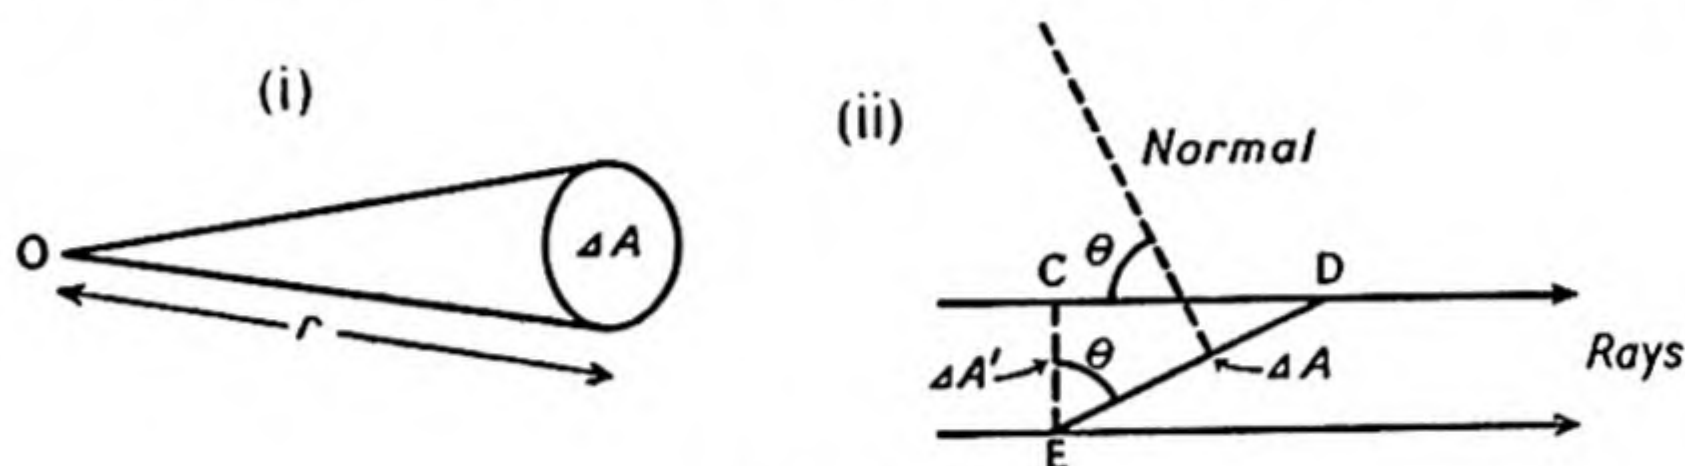 (i)
O
ΔA
r
(ii)
Normal
θ
C
D
ΔA'
θ
ΔA
Rays
E